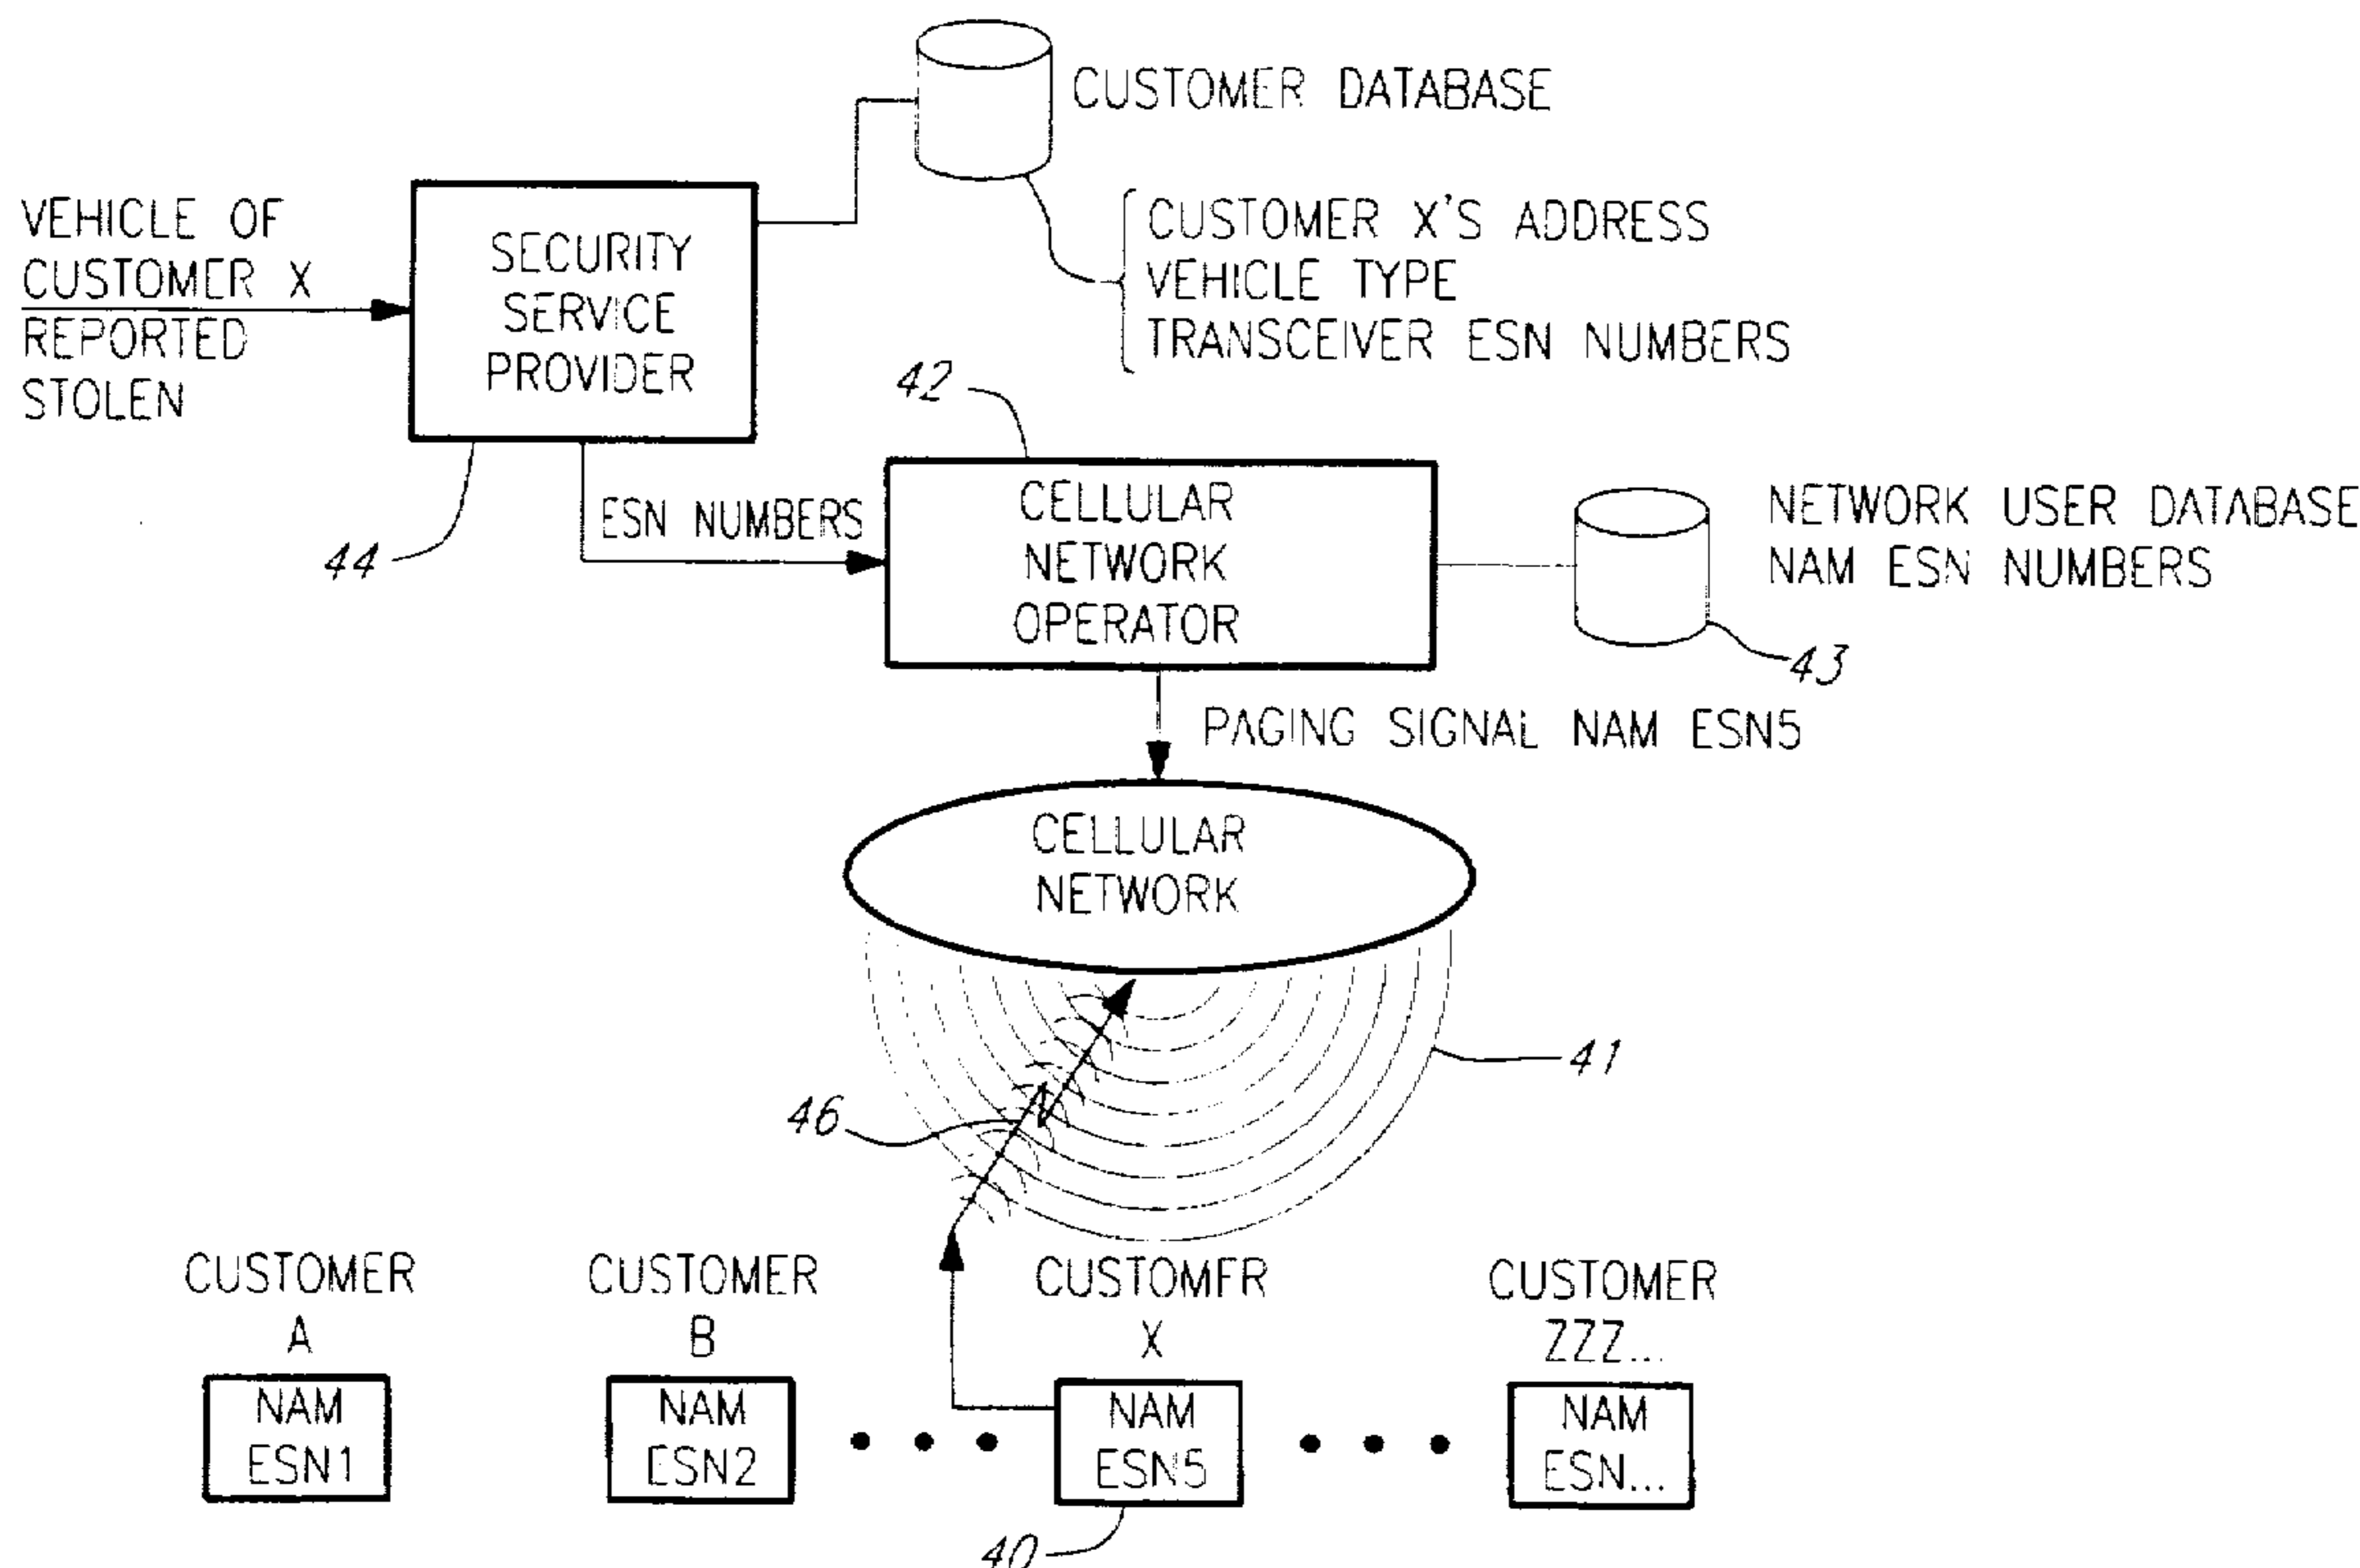 CUSTOMER DATABASE
VEHICLE OF
CUSTOMER X
REPORTED
STOLEN
SECURITY
SERVICE
PROVIDER
CUSTOMER X'S ADDRESS
VEHICLE TYPE
TRANSCEIVER ESN NUMBERS
42
44
ESN NUMBERS
CELLULAR
NETWORK
OPERATOR
NETWORK USER DATABASE
NAM ESN NUMBERS
43
PAGING SIGNAL NAM ESN5
CELLULAR
NETWORK
41
46
CUSTOMER
A
NAM
ESN1
CUSTOMER
B
NAM
ESN2
CUSTOMFR
X
NAM
ESN5
CUSTOMER
ZZZ...
NAM
ESN...
40